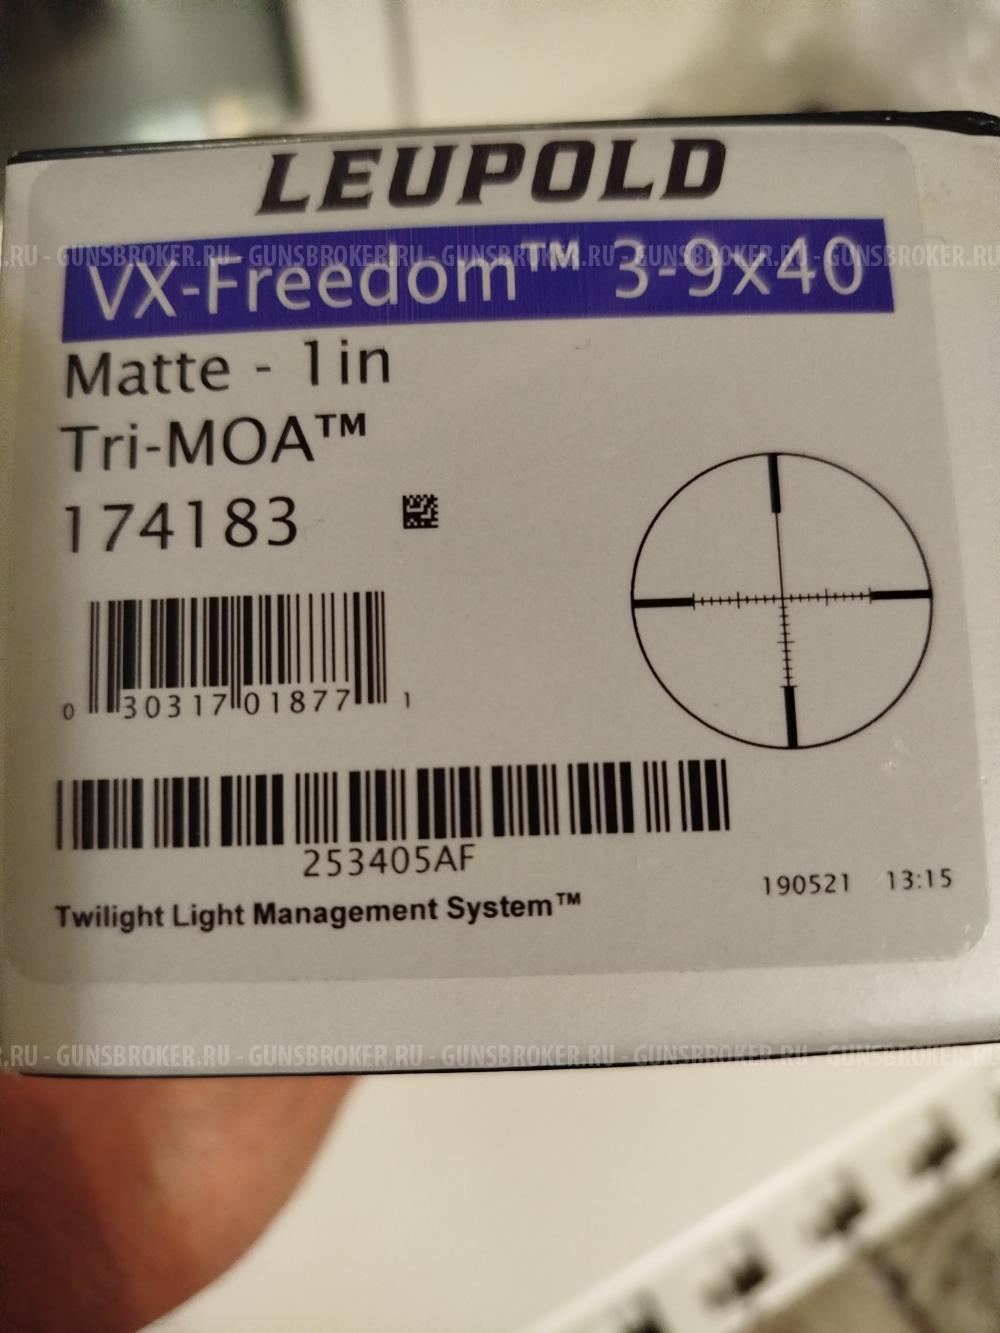 LEUPOLD
.RU - GUNSBROKER.RU - GUNSBROKER.RU - GUNSBROKER.RU - GUNSBROKER.RU - GUNSBROKER.RU
VX-Freedom™ 3-9x40
Matte - 1in
Tri-MOA™
174183
0 30317 01877 1
253405AF
190521 13:15
Twilight Light Management System™
.RU - GUNSBROKER.RU - GUNSBROKER.RU - GUNSBROKER.RU - GUNSBROKER.RU - GUNSBROKER.RU